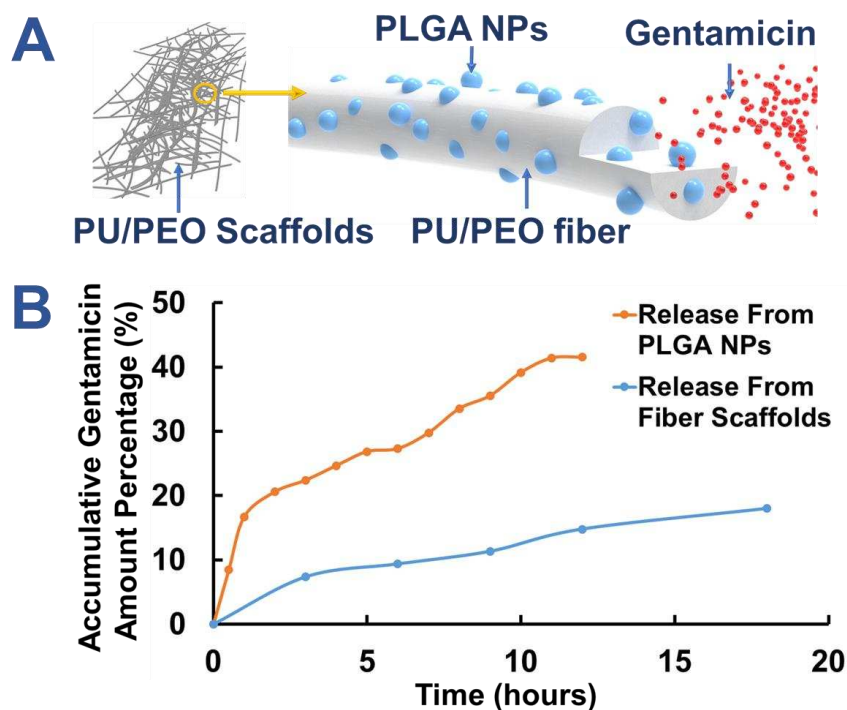 A
PLGA NPs
Gentamicin
PU/PEO Scaffolds
PU/PEO fiber
B
Accumulative Gentamicin
Amount Percentage (%)
50
40
30
20
10
0
Release From
PLGA NPs
Release From
Fiber Scaffolds
0
5
10
15
20
Time (hours)